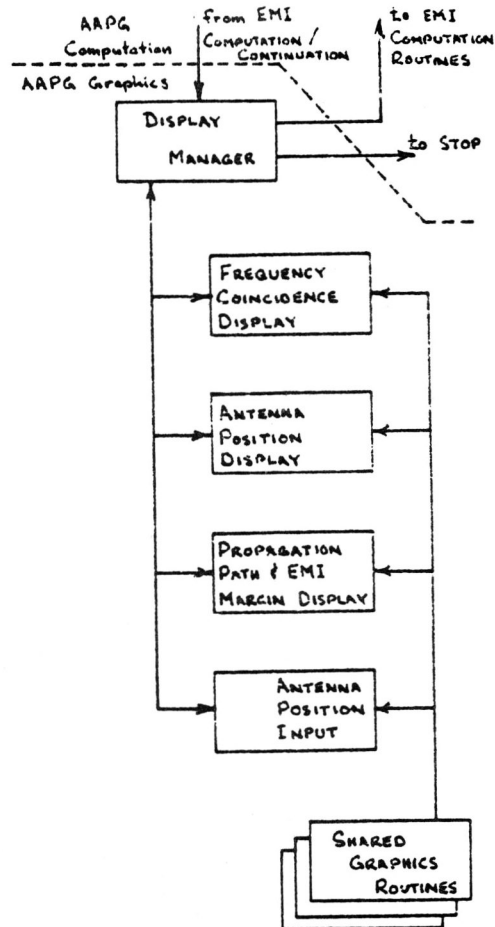 AAPG
Computation
from EMI
Computation/
Continuation
to EMI
Computation
Routines
AAPG Graphics
Display
Manager
to STOP
Frequency
Coincidence
Display
Antenna
Position
Display
Propagation
Path & EMI
Margin Display
Antenna
Position
Input
Shared
Graphics
Routines